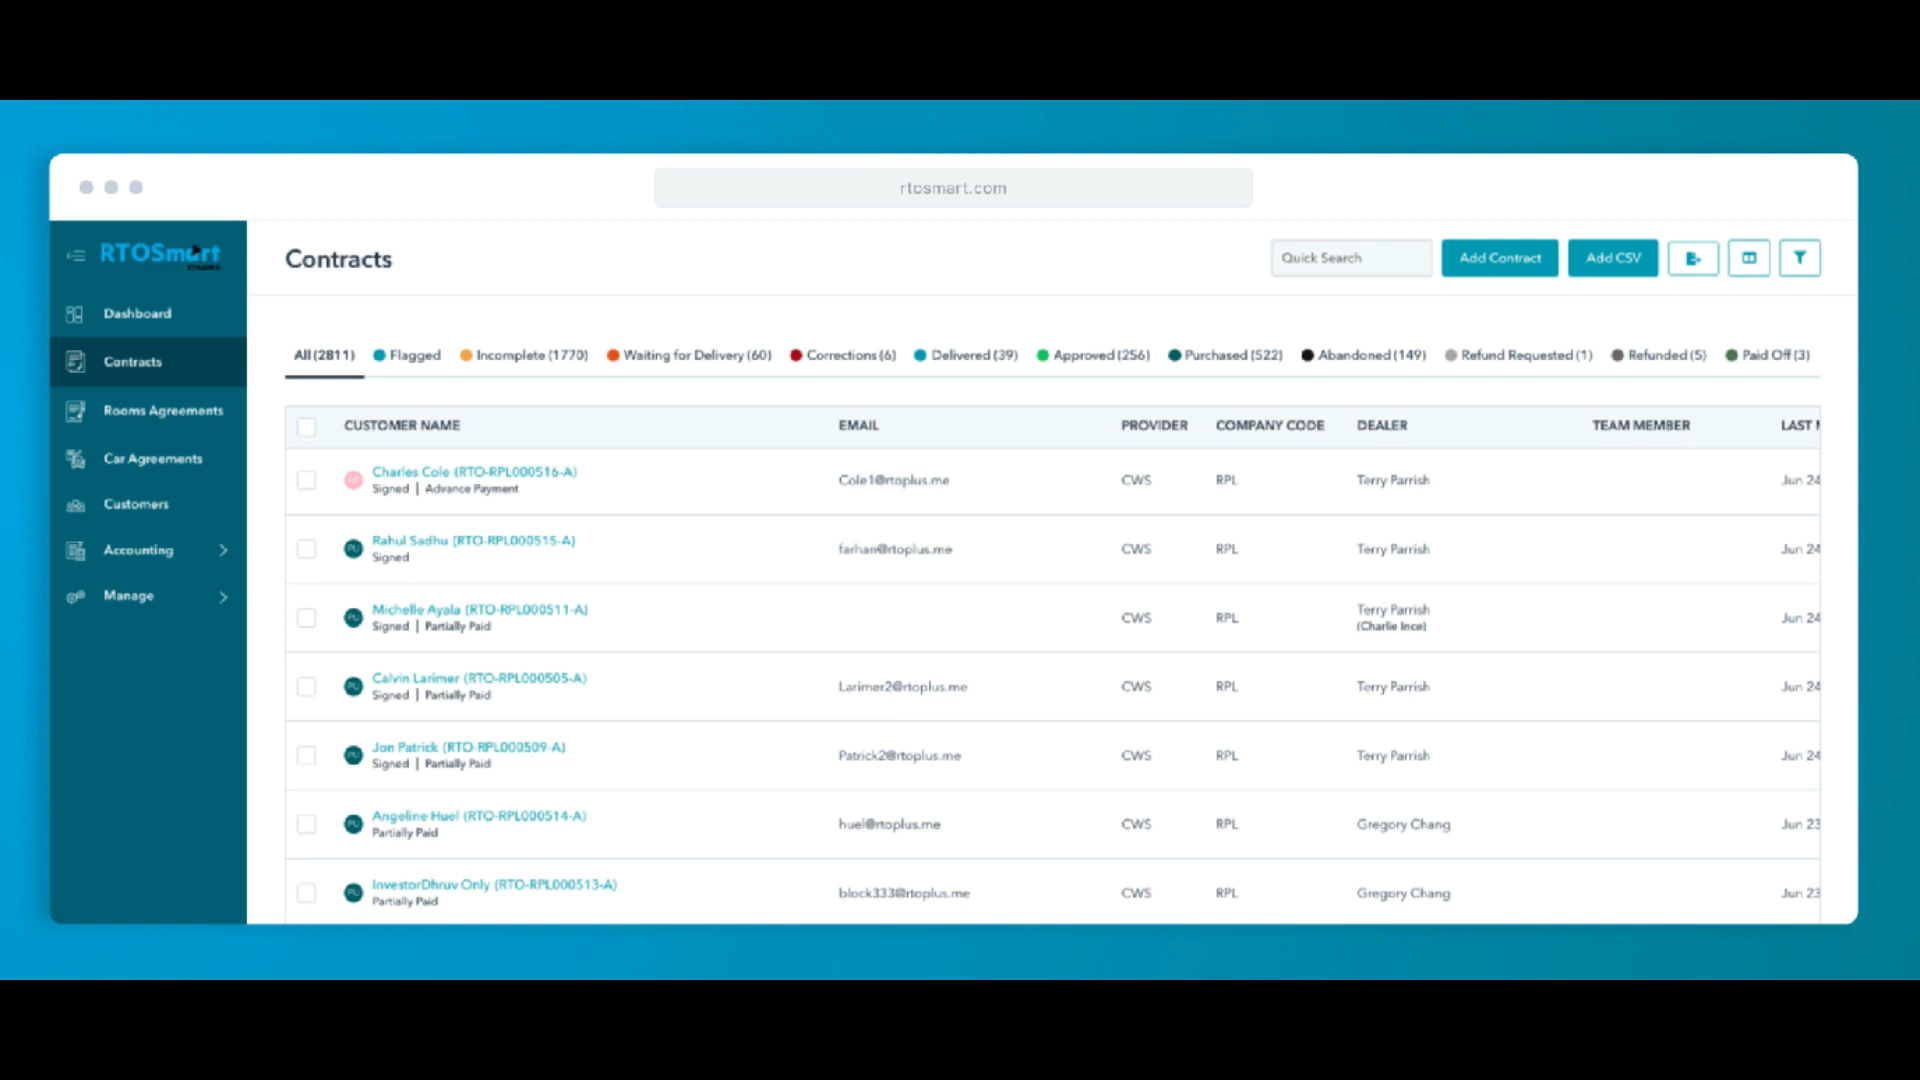 rtosmart.com
RTOSmart
Contracts
Quick Search
Add Contract
Add CSV
Dashboard
Contracts
Rooms Agreements
Car Agreements
Customers
Accounting
Manage
All (2811) Flagged Incomplete (1770) Waiting for Delivery (60) Corrections (6) Delivered (39) Approved (256) Purchased (522) Abandoned (149) Refund Requested (1) Refunded (5) Paid Off (3)
CUSTOMER NAME EMAIL PROVIDER COMPANY CODE DEALER TEAM MEMBER LAST
Charles Cole (RTO-RPL000516-A) Cole1@rtoplus.me CWS RPL Terry Parrish Jun 24
Signed | Advance Payment
PU Rahul Sadhu (RTO-RPL000515-A) farhan@rtoplus.me CWS RPL Terry Parrish Jun 24
Signed
PU Michelle Ayala (RTO-RPL000511-A) CWS RPL Terry Parrish Jun 24
Signed | Partially Paid (Charlie Ince)
PU Calvin Larimer (RTO-RPL000505-A) Larimer2@rtoplus.me CWS RPL Terry Parrish Jun 24
Signed | Partially Paid
PU Jon Patrick (RTO-RPL000509-A) Patrick2@rtoplus.me CWS RPL Terry Parrish Jun 24
Signed | Partially Paid
PU Angeline Huel (RTO-RPL000514-A) huel@rtoplus.me CWS RPL Gregory Chang Jun 23
Partially Paid
PU InvestorDhruv Only (RTO-RPL000513-A) block333@rtoplus.me CWS RPL Gregory Chang Jun 23
Partially Paid